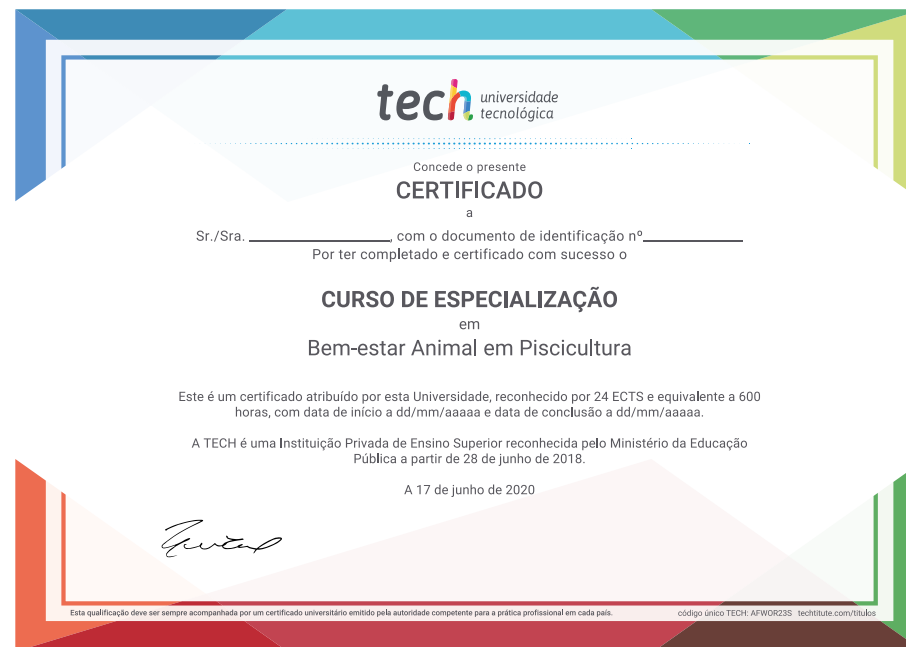 tech universidade
tecnológica
Concede o presente
CERTIFICADO
a
Sr./Sra. , com o documento de identificação nº
Por ter completado e certificado com sucesso o
CURSO DE ESPECIALIZAÇÃO
em
Bem-estar Animal em Piscicultura
Este é um certificado atribuído por esta Universidade, reconhecido por 24 ECTS e equivalente a 600
horas, com data de início a dd/mm/aaaaa e data de conclusão a dd/mm/aaaaa.
A TECH é uma Instituição Privada de Ensino Superior reconhecida pelo Ministério da Educação
Pública a partir de 28 de junho de 2018.
A 17 de junho de 2020
Esta qualificação deve ser sempre acompanhada por um certificado universitário emitido pela autoridade competente para a prática profissional em cada país. código único TECH: AFWOR23S techtitute.com/titulos